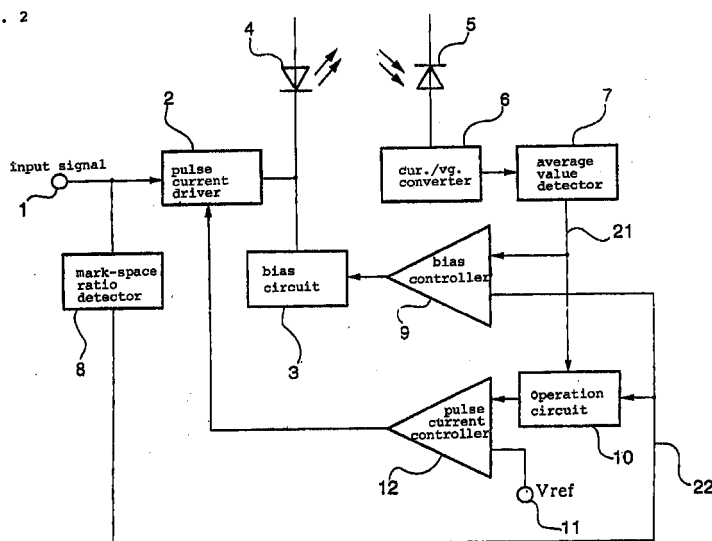 . 2
4
5
2
6
7
input signal
1
pulse
current
driver
cur./vg.
converter
average
value
detector
21
mark-space
ratio
detector
8
bias
circuit
3
bias
controller
9
Operation
circuit
10
pulse
current
controller
12
Vref
11
22